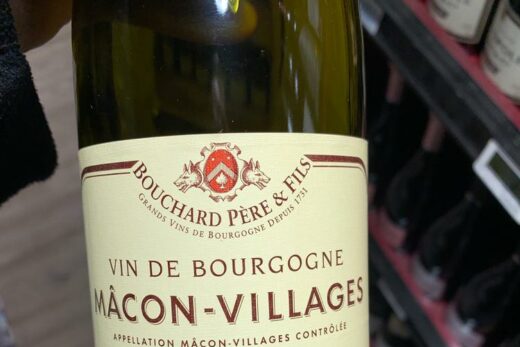 BOUCHARD PÈRE & FILS
GRANDS VINS DE BOURGOGNE DEPUIS 1731
VIN DE BOURGOGNE
MÂCON-VILLAGES
APPELLATION MÂCON-VILLAGES CONTRÔLÉE